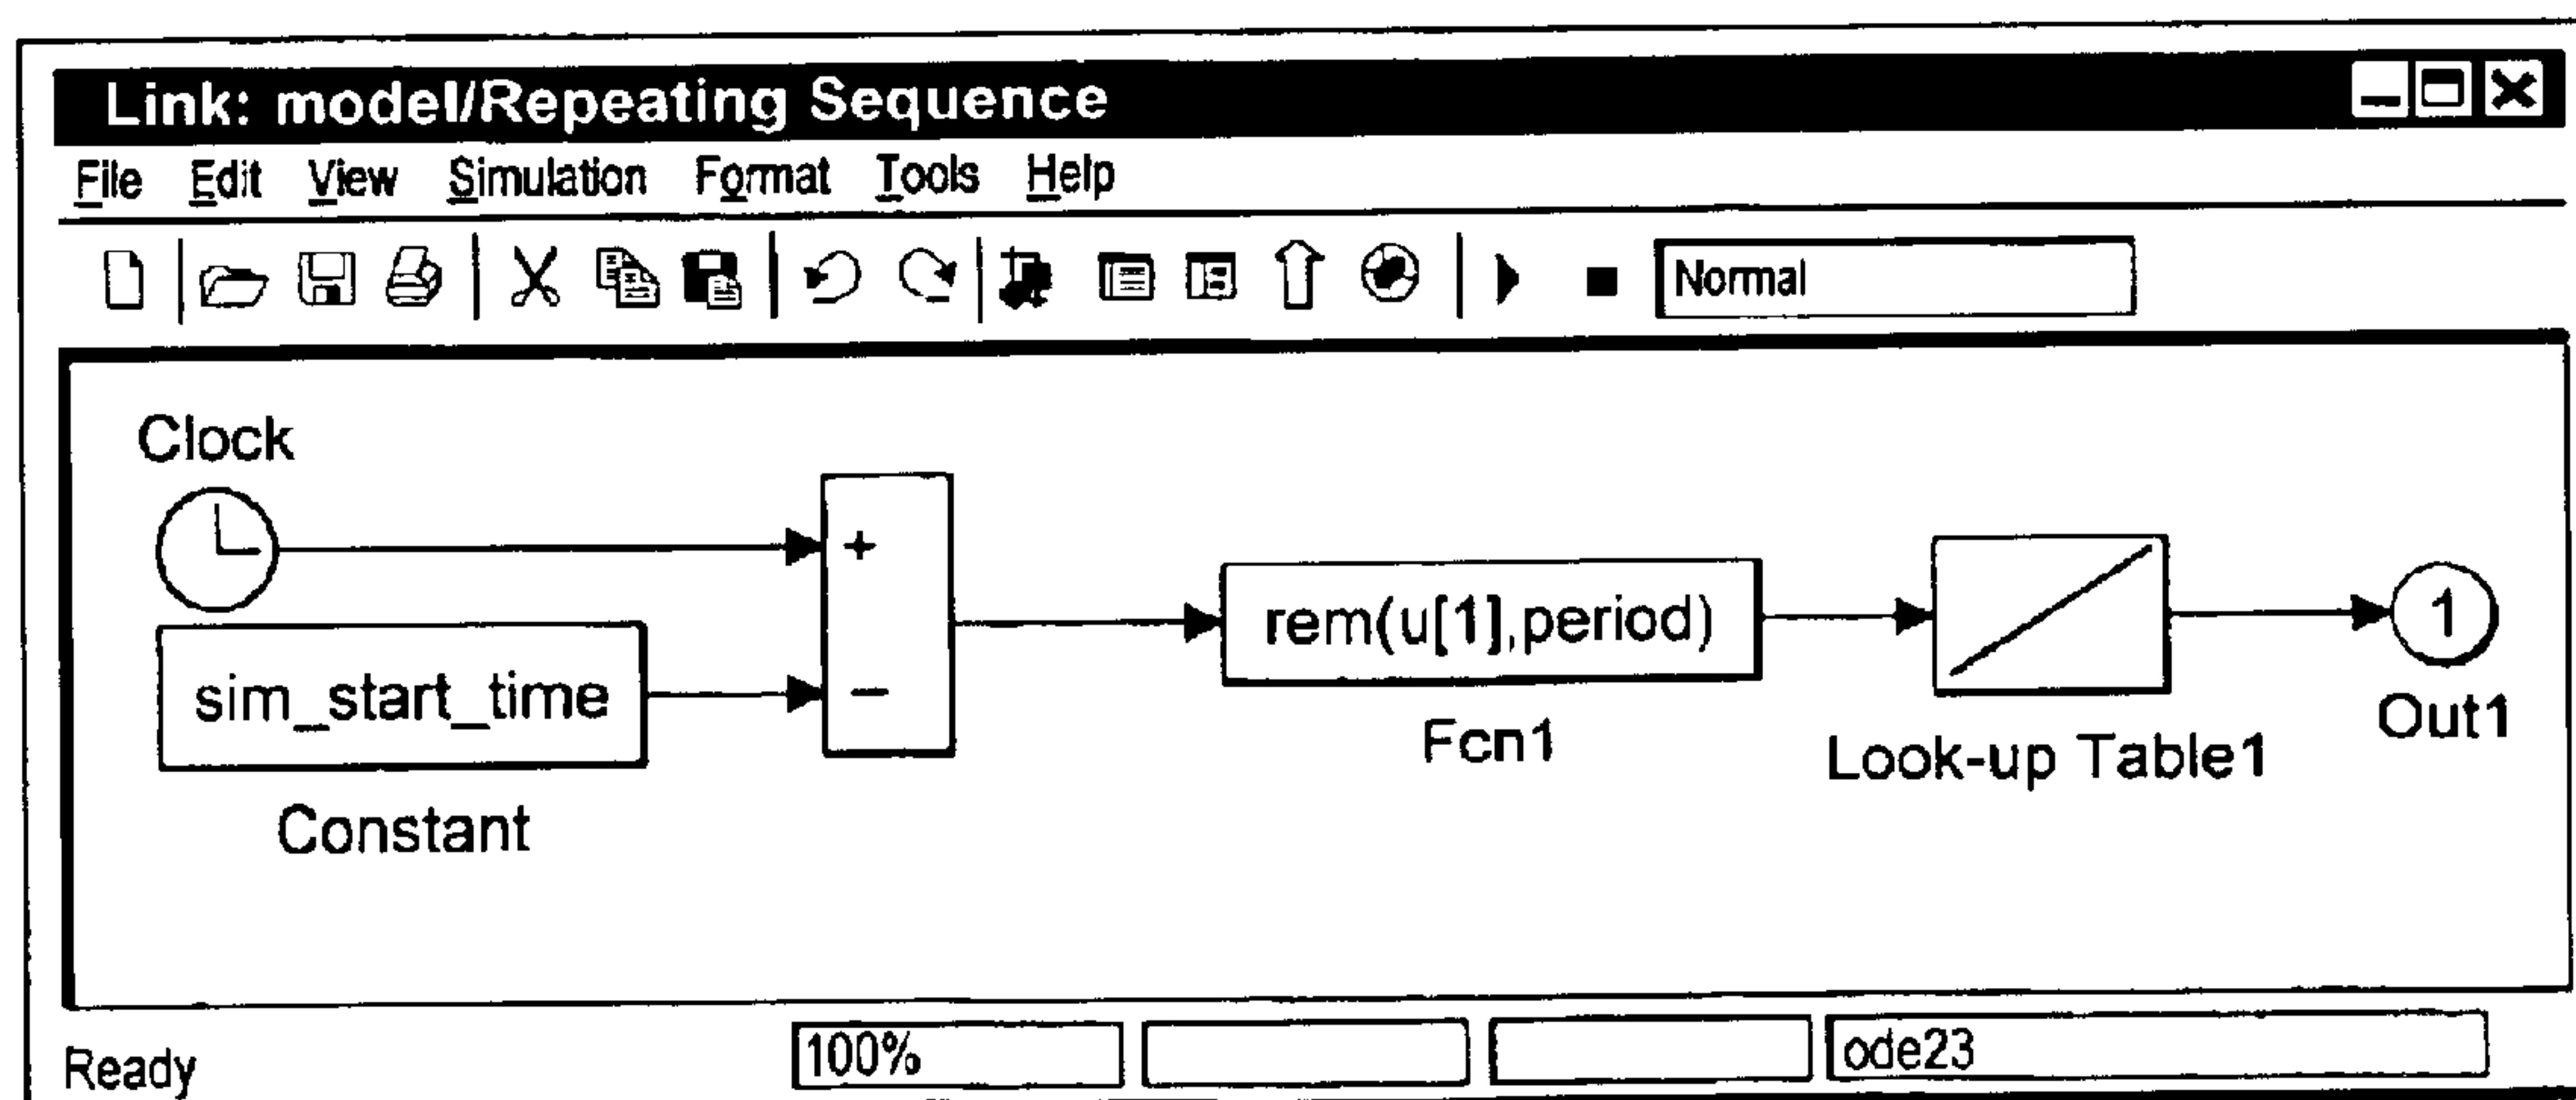 Link: model/Repeating Sequence
File Edit View Simulation Format Tools Help
Normal
Clock
+
sim_start_time
−
rem(u[1],period)
1
Fcn1
Look-up Table1
Out1
Constant
Ready 100% ode23